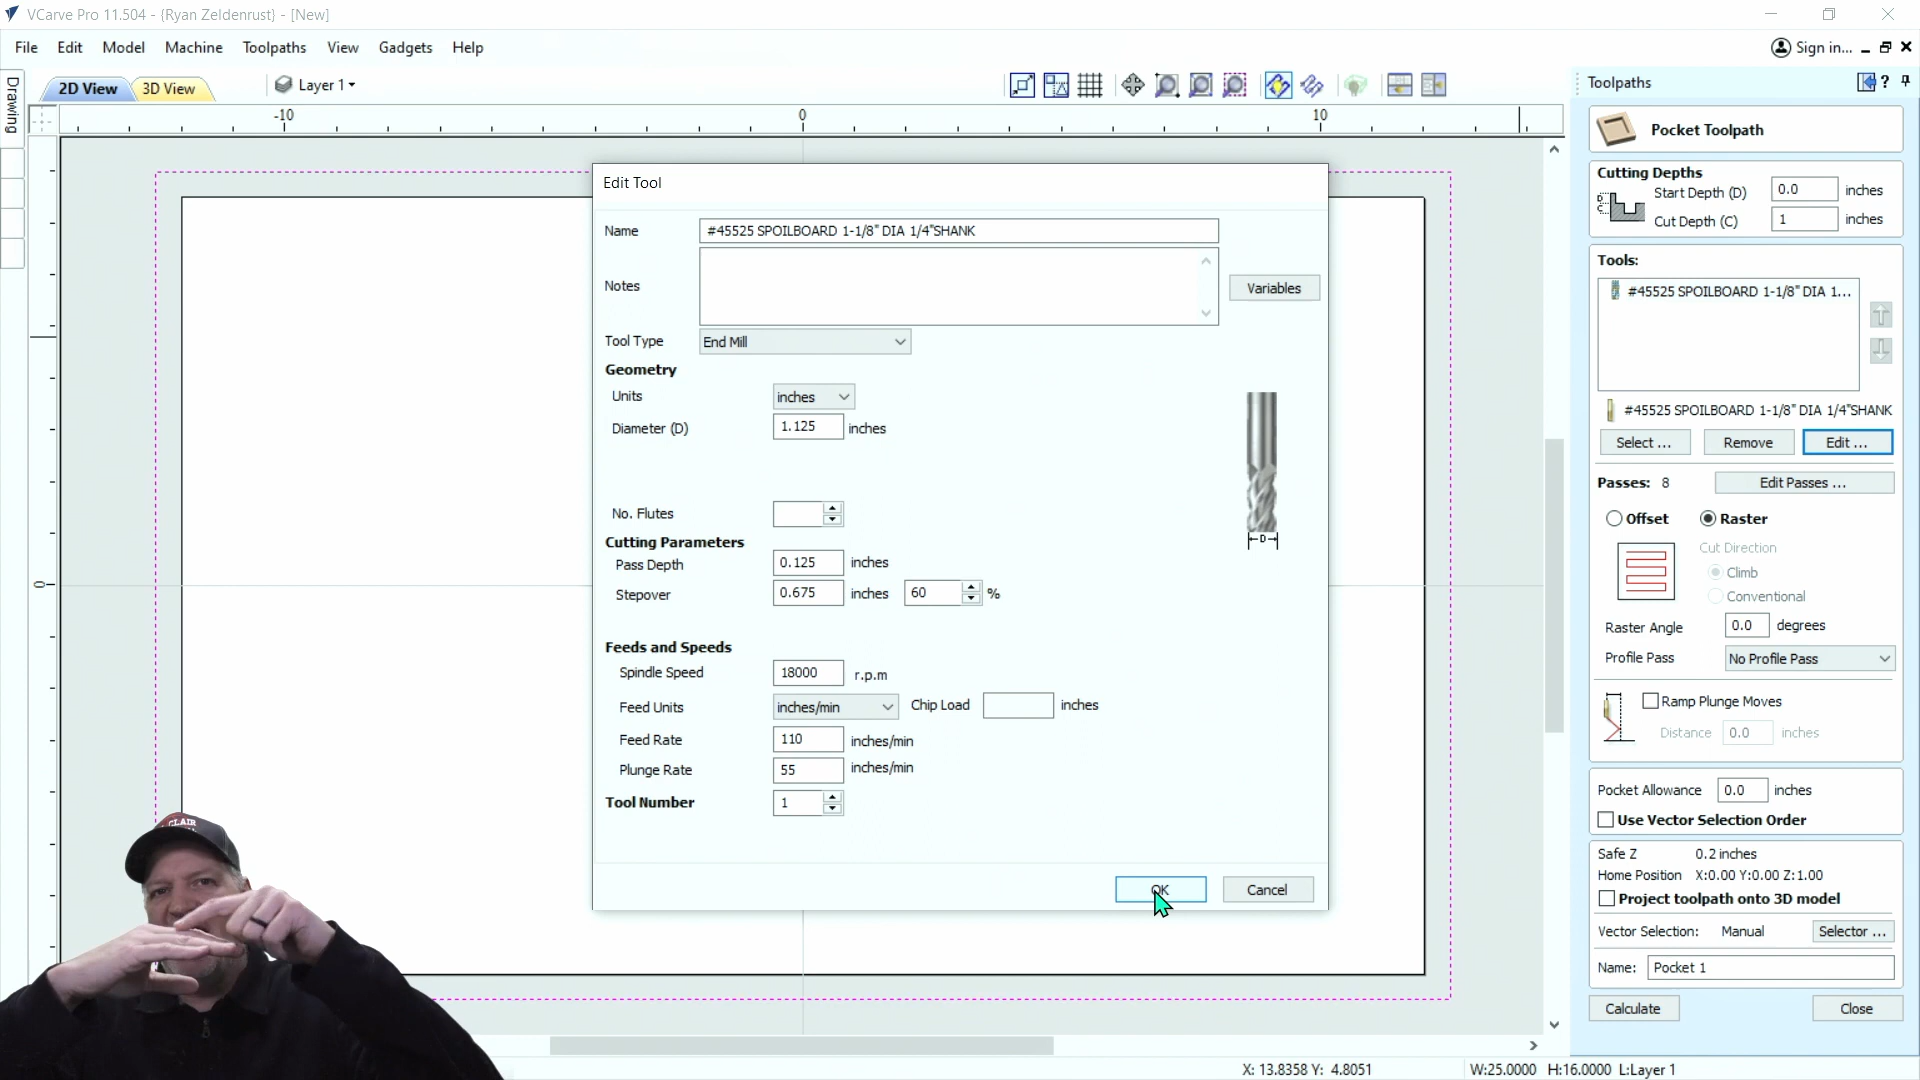 VCarve Pro 11.504 - {Ryan Zeldenrust} - [New]
File Edit Model Machine Toolpaths View Gadgets Help
Sign in...
Drawing
2D View 3D View Layer 1
-10 0 10
0
Toolpaths
Pocket Toolpath
Cutting Depths
Start Depth (D) 0.0 inches
Cut Depth (C) 1 inches
Tools:
#45525 SPOILBOARD 1-1/8" DIA 1...
#45525 SPOILBOARD 1-1/8" DIA 1/4"SHANK
Select ... Remove Edit ...
Passes: 8 Edit Passes ...
Offset Raster
Cut Direction
Climb
Conventional
Raster Angle 0.0 degrees
Profile Pass No Profile Pass
Ramp Plunge Moves
Distance 0.0 inches
Pocket Allowance 0.0 inches
Use Vector Selection Order
Safe Z 0.2 inches
Home Position X:0.00 Y:0.00 Z:1.00
Project toolpath onto 3D model
Vector Selection: Manual Selector ...
Name: Pocket 1
Calculate Close
Edit Tool
Name #45525 SPOILBOARD 1-1/8" DIA 1/4"SHANK
Notes
Variables
Tool Type End Mill
Geometry
Units inches
Diameter (D) 1.125 inches
No. Flutes
D
Cutting Parameters
Pass Depth 0.125 inches
Stepover 0.675 inches 60 %
Feeds and Speeds
Spindle Speed 18000 r.p.m
Feed Units inches/min Chip Load inches
Feed Rate 110 inches/min
Plunge Rate 55 inches/min
Tool Number 1
OK Cancel
X: 13.8358 Y: 4.8051 W:25.0000 H:16.0000 L:Layer 1